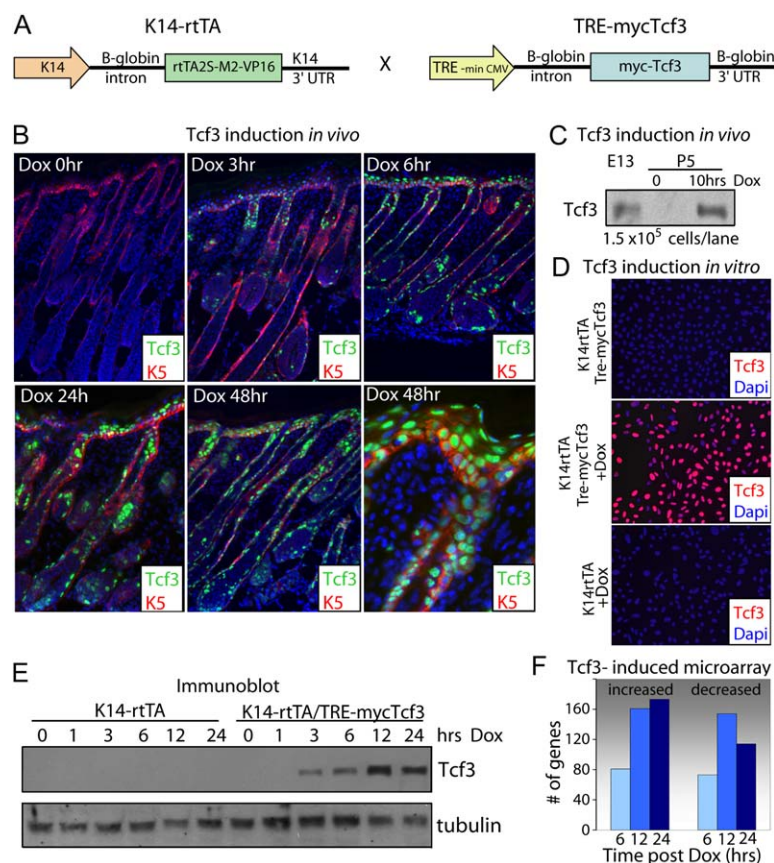 A
K14-rtTA
TRE-mycTcf3
K14
B-globin
intron
rtTA2S-M2-VP16
K14
3' UTR
X
TRE -min CMV
B-globin
intron
myc-Tcf3
B-globin
3' UTR
B
Tcf3 induction in vivo
Dox 0hr
Tcf3
K5
Dox 3hr
Tcf3
K5
Dox 6hr
Tcf3
K5
Dox 24h
Tcf3
K5
Dox 48hr
Tcf3
K5
Dox 48hr
Tcf3
K5
C
Tcf3 induction in vivo
E13 P5
0 10hrs Dox
Tcf3
1.5 x10⁵ cells/lane
D
Tcf3 induction in vitro
K14rtTA
Tre-mycTcf3
Tcf3
Dapi
K14rtTA
Tre-mycTcf3
+Dox
Tcf3
Dapi
K14rtTA
+Dox
Tcf3
Dapi
E
Immunoblot
K14-rtTA K14-rtTA/TRE-mycTcf3
0 1 3 6 12 24 0 1 3 6 12 24 hrs Dox
Tcf3
tubulin
F
Tcf3- induced microarray
increased decreased
# of genes
160
120
80
40
0
6 12 24 6 12 24
Time post Dox (hrs)